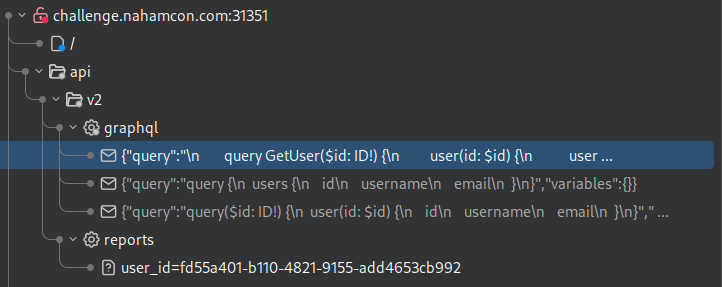 challenge.nahamcon.com:31351
/
api
v2
graphql
{"query":"\n query GetUser($id: ID!) {\n user(id: $id) {\n user ...
{"query":"query {\n users {\n id\n username\n email\n }\n}","variables":{}}
{"query":"query($id: ID!) {\n user(id: $id) {\n id\n username\n email\n }\n}"," ...
reports
user_id=fd55a401-b110-4821-9155-add4653cb992